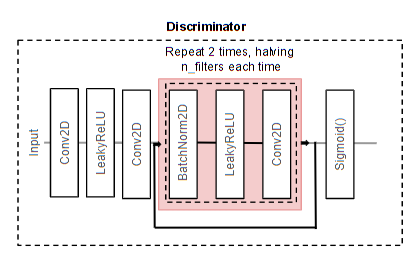 Discriminator
Repeat 2 times, halving
n_filters each time
Input
Conv2D
LeakyReLU
Conv2D
BatchNorm2D
LeakyReLU
Conv2D
Sigmoid()